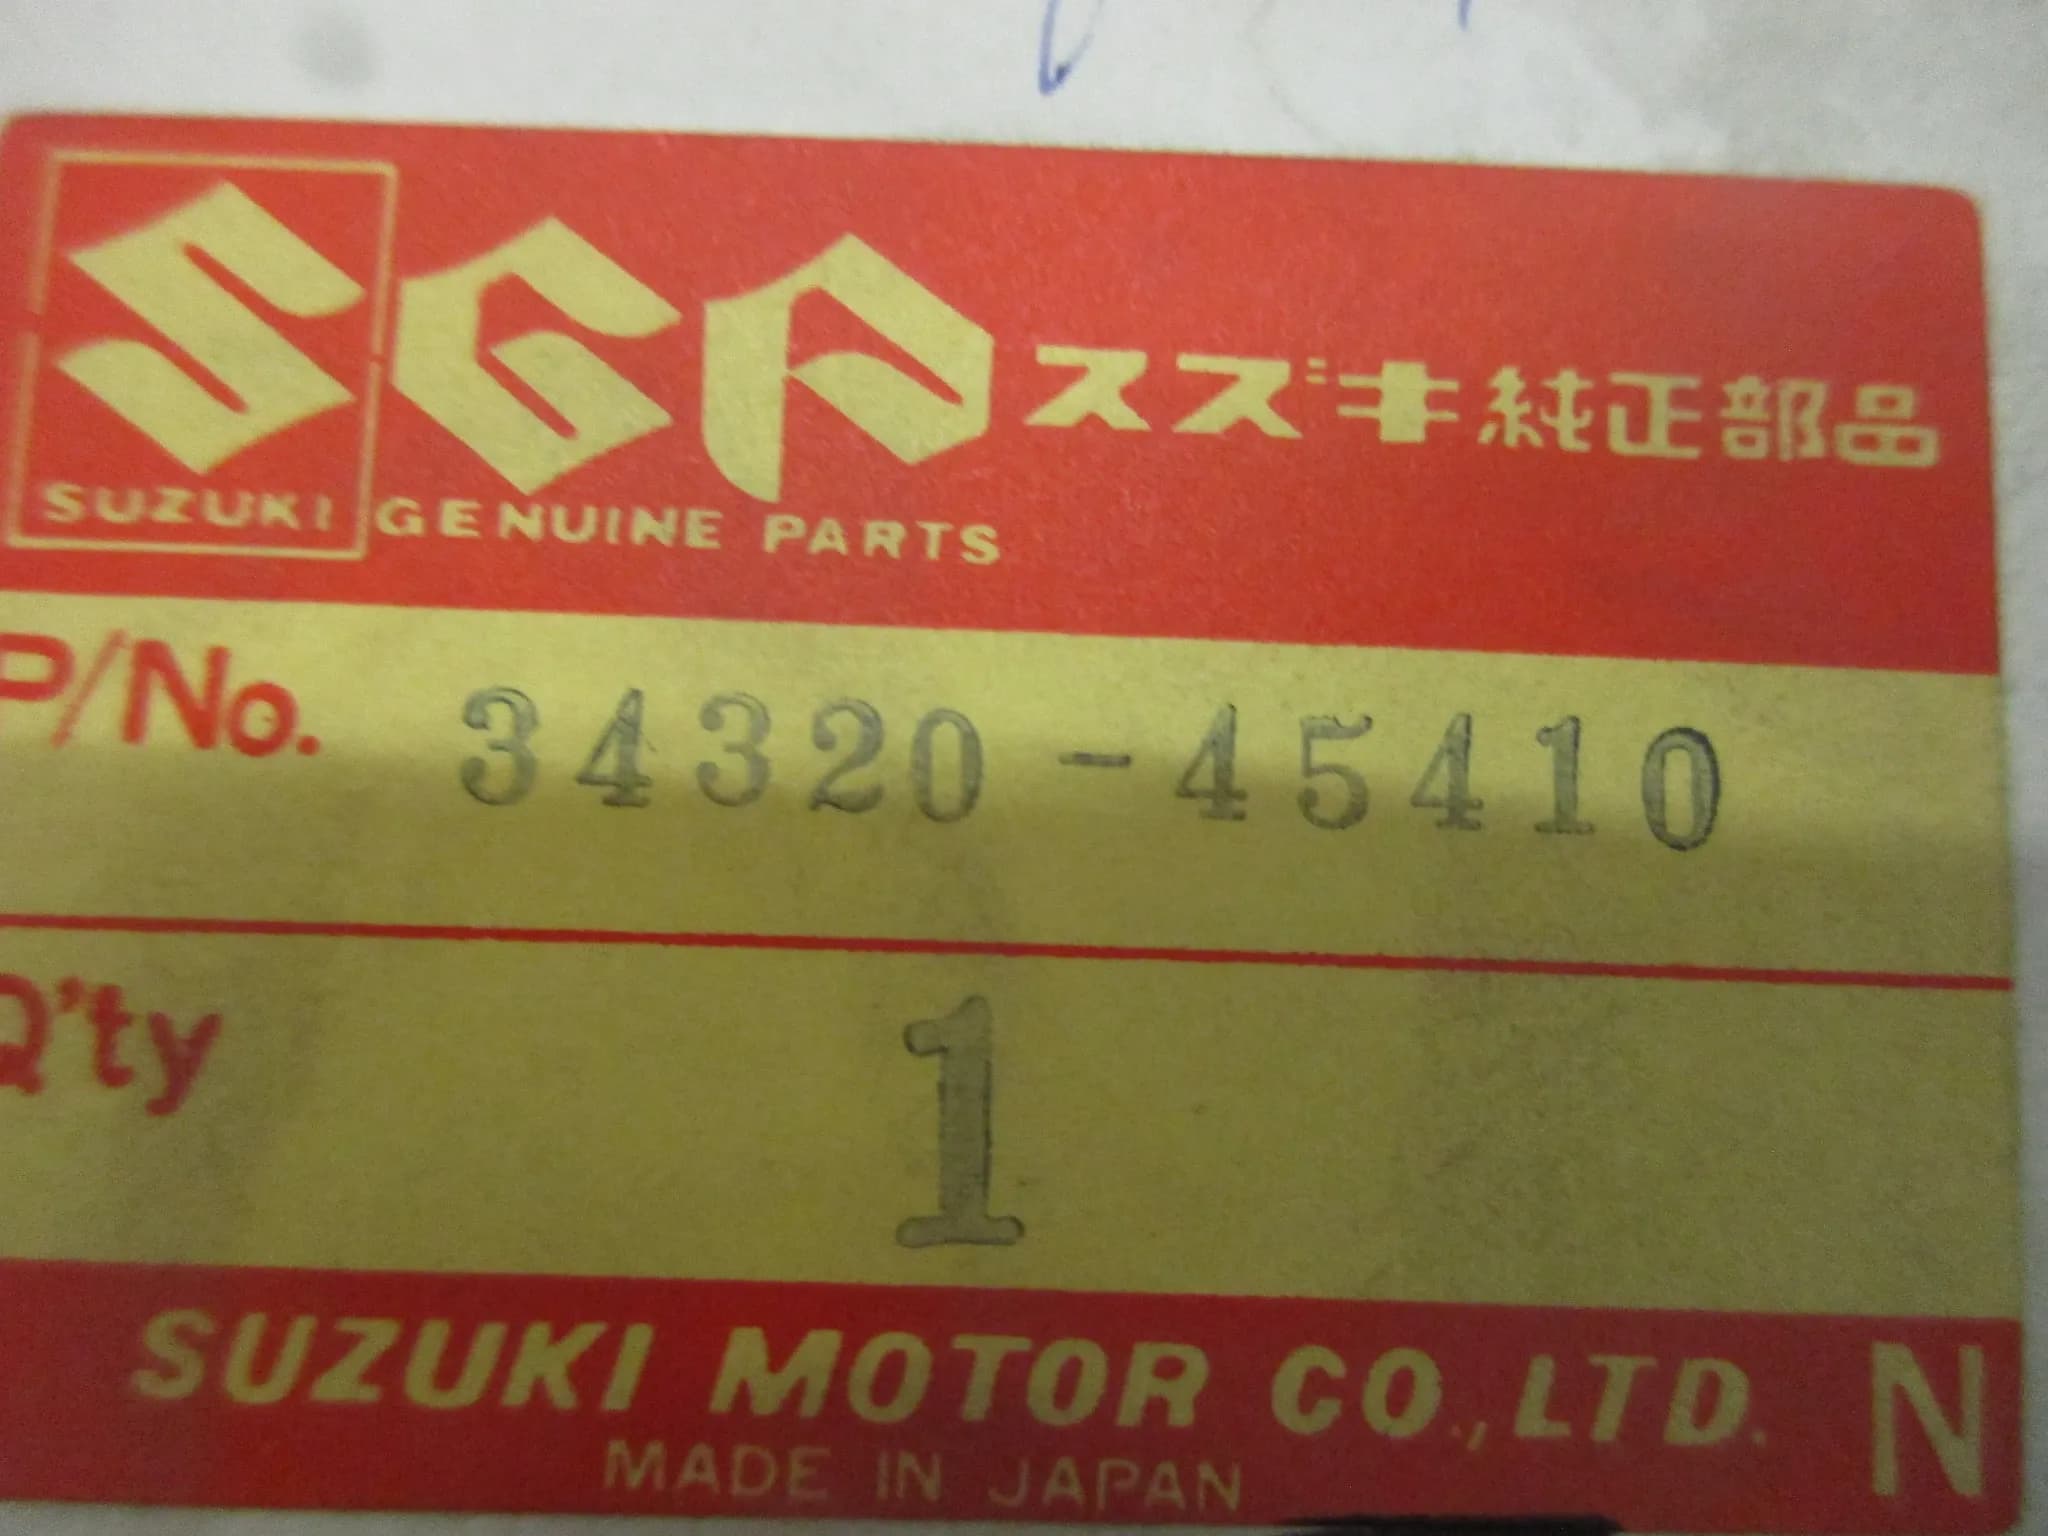 SGP スズキ純正部品
SUZUKI GENUINE PARTS
P/No. 34320-45410
Q'ty 1
SUZUKI MOTOR CO.,LTD. N
MADE IN JAPAN